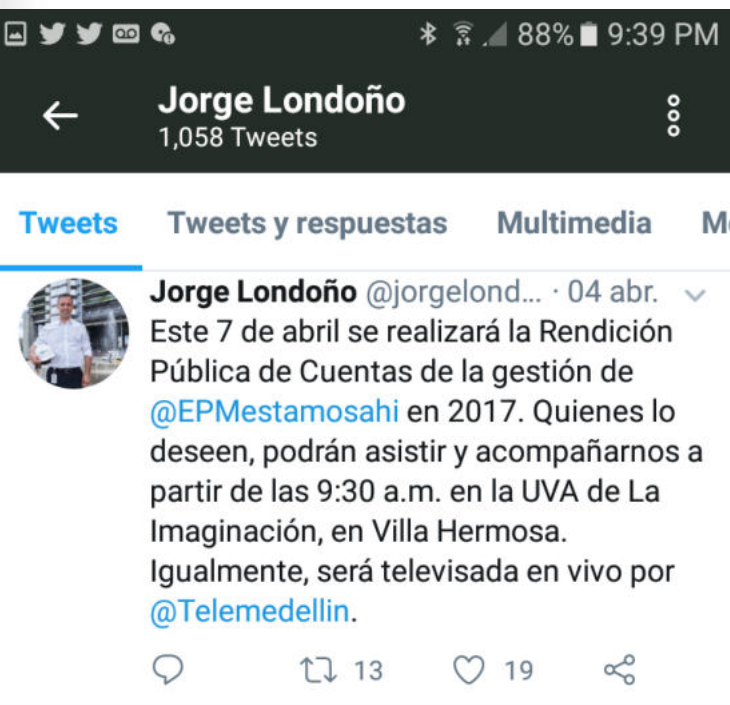 88% 9:39 PM
Jorge Londoño
1,058 Tweets
Tweets Tweets y respuestas Multimedia
Jorge Londoño @jorgelond... · 04 abr.
Este 7 de abril se realizará la Rendición
Pública de Cuentas de la gestión de
@EPMestamosahi en 2017. Quienes lo
deseen, podrán asistir y acompañarnos a
partir de las 9:30 a.m. en la UVA de La
Imaginación, en Villa Hermosa.
Igualmente, será televisada en vivo por
@Telemedellin.
13 19